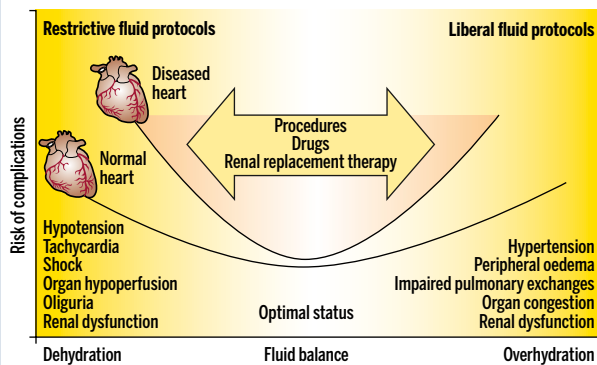 Restrictive fluid protocols
Liberal fluid protocols
Diseased
heart
Procedures
Drugs
Renal replacement therapy
Normal
heart
Risk of complications
Hypotension
Tachycardia
Shock
Organ hypoperfusion
Oliguria
Renal dysfunction
Optimal status
Hypertension
Peripheral oedema
Impaired pulmonary exchanges
Organ congestion
Renal dysfunction
Dehydration
Fluid balance
Overhydration